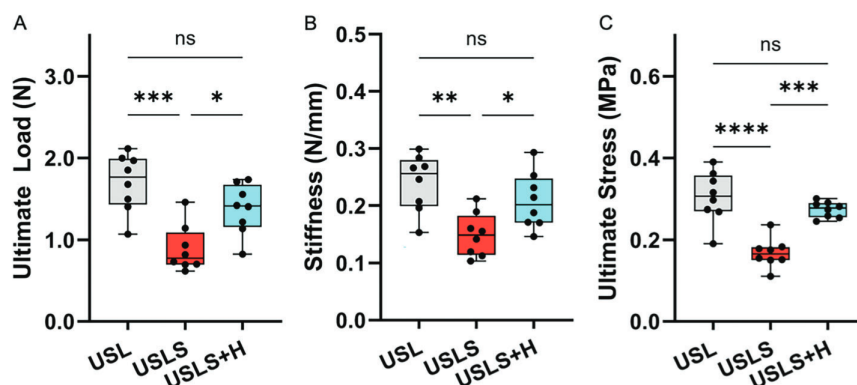 A
Ultimate Load (N)
3.0
2.0
1.0
0.0
ns
***
*
USL
USLS
USLS+H
B
Stiffness (N/mm)
0.5
0.4
0.3
0.2
0.1
0.0
ns
**
*
USL
USLS
USLS+H
C
Ultimate Stress (MPa)
0.6
0.4
0.2
0.0
ns
***
****
USL
USLS
USLS+H